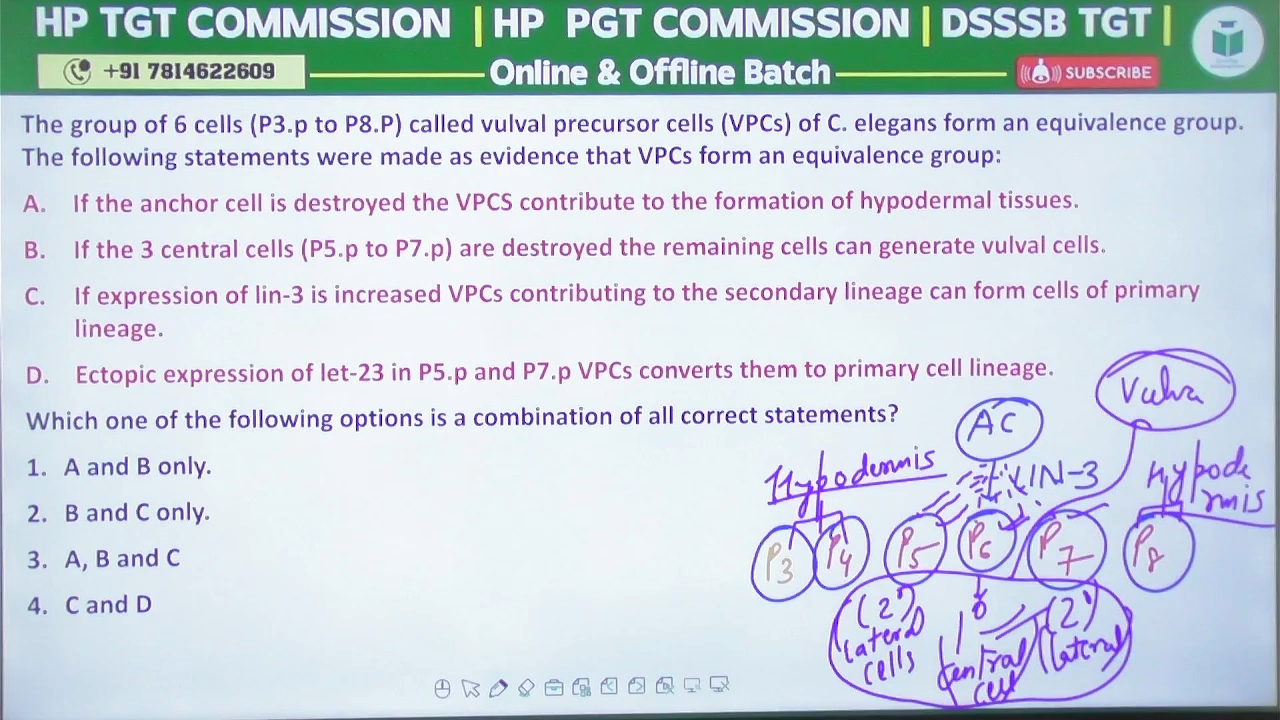 HP TGT COMMISSION | HP PGT COMMISSION | DSSSB TGT |
+91 7814622609 Online & Offline Batch SUBSCRIBE
The group of 6 cells (P3.p to P8.P) called vulval precursor cells (VPCs) of C. elegans form an equivalence group.
The following statements were made as evidence that VPCs form an equivalence group:
A. If the anchor cell is destroyed the VPCS contribute to the formation of hypodermal tissues.
B. If the 3 central cells (P5.p to P7.p) are destroyed the remaining cells can generate vulval cells.
C. If expression of lin-3 is increased VPCs contributing to the secondary lineage can form cells of primary
lineage.
D. Ectopic expression of let-23 in P5.p and P7.p VPCs converts them to primary cell lineage.
Which one of the following options is a combination of all correct statements?
1. A and B only.
2. B and C only.
3. A, B and C
4. C and D
Vulva
AC
Hypodermis
LIN-3
Hypode
rmis
P3 P4 P5 P6 P7 P8
(2°) (2°)
lateral central lateral
cells cell